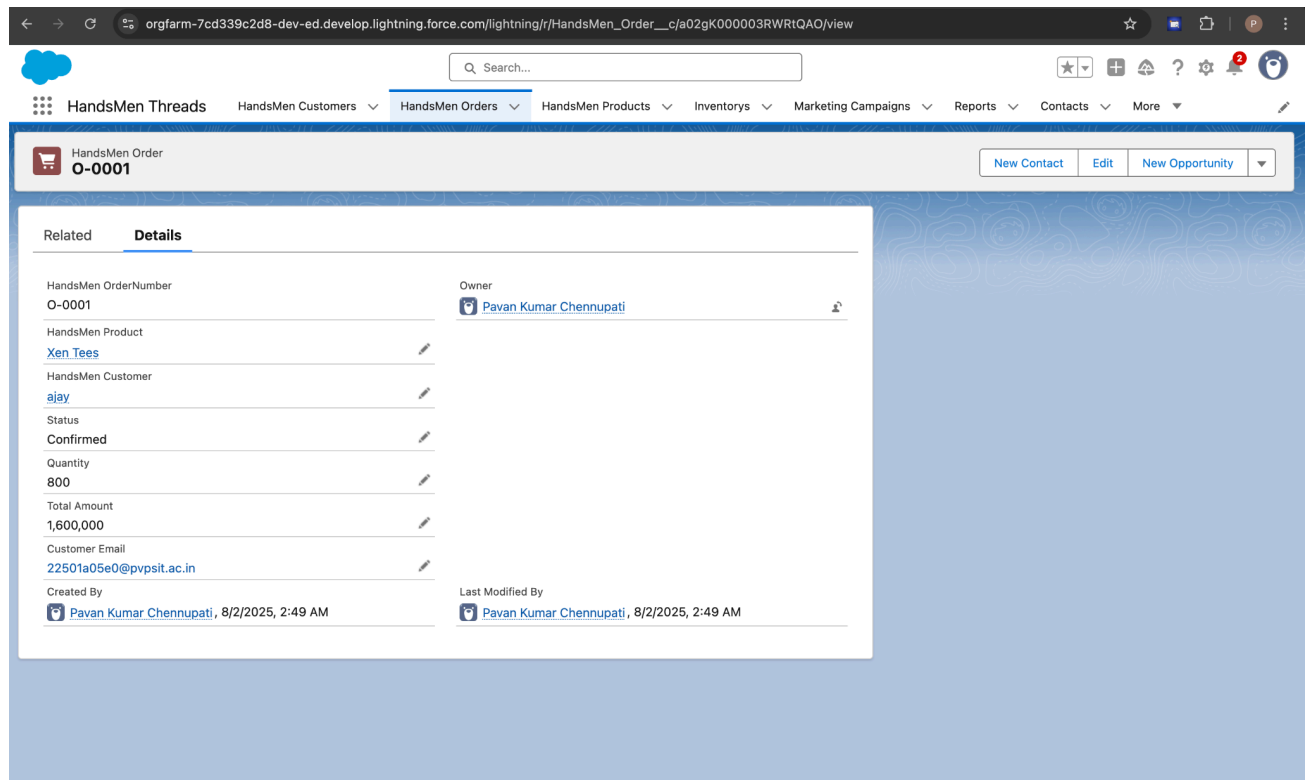 orgfarm-7cd339c2d8-dev-ed.develop.lightning.force.com/lightning/r/HandsMen_Order__c/a02gK000003RWRtQAO/view
P
Search...
2
HandsMen Threads HandsMen Customers HandsMen Orders HandsMen Products Inventorys Marketing Campaigns Reports Contacts More
HandsMen Order
O-0001
New Contact Edit New Opportunity
Related Details
HandsMen OrderNumber Owner
O-0001 Pavan Kumar Chennupati
HandsMen Product
Xen Tees
HandsMen Customer
ajay
Status
Confirmed
Quantity
800
Total Amount
1,600,000
Customer Email
22501a05e0@pvpsit.ac.in
Created By Last Modified By
Pavan Kumar Chennupati, 8/2/2025, 2:49 AM Pavan Kumar Chennupati, 8/2/2025, 2:49 AM